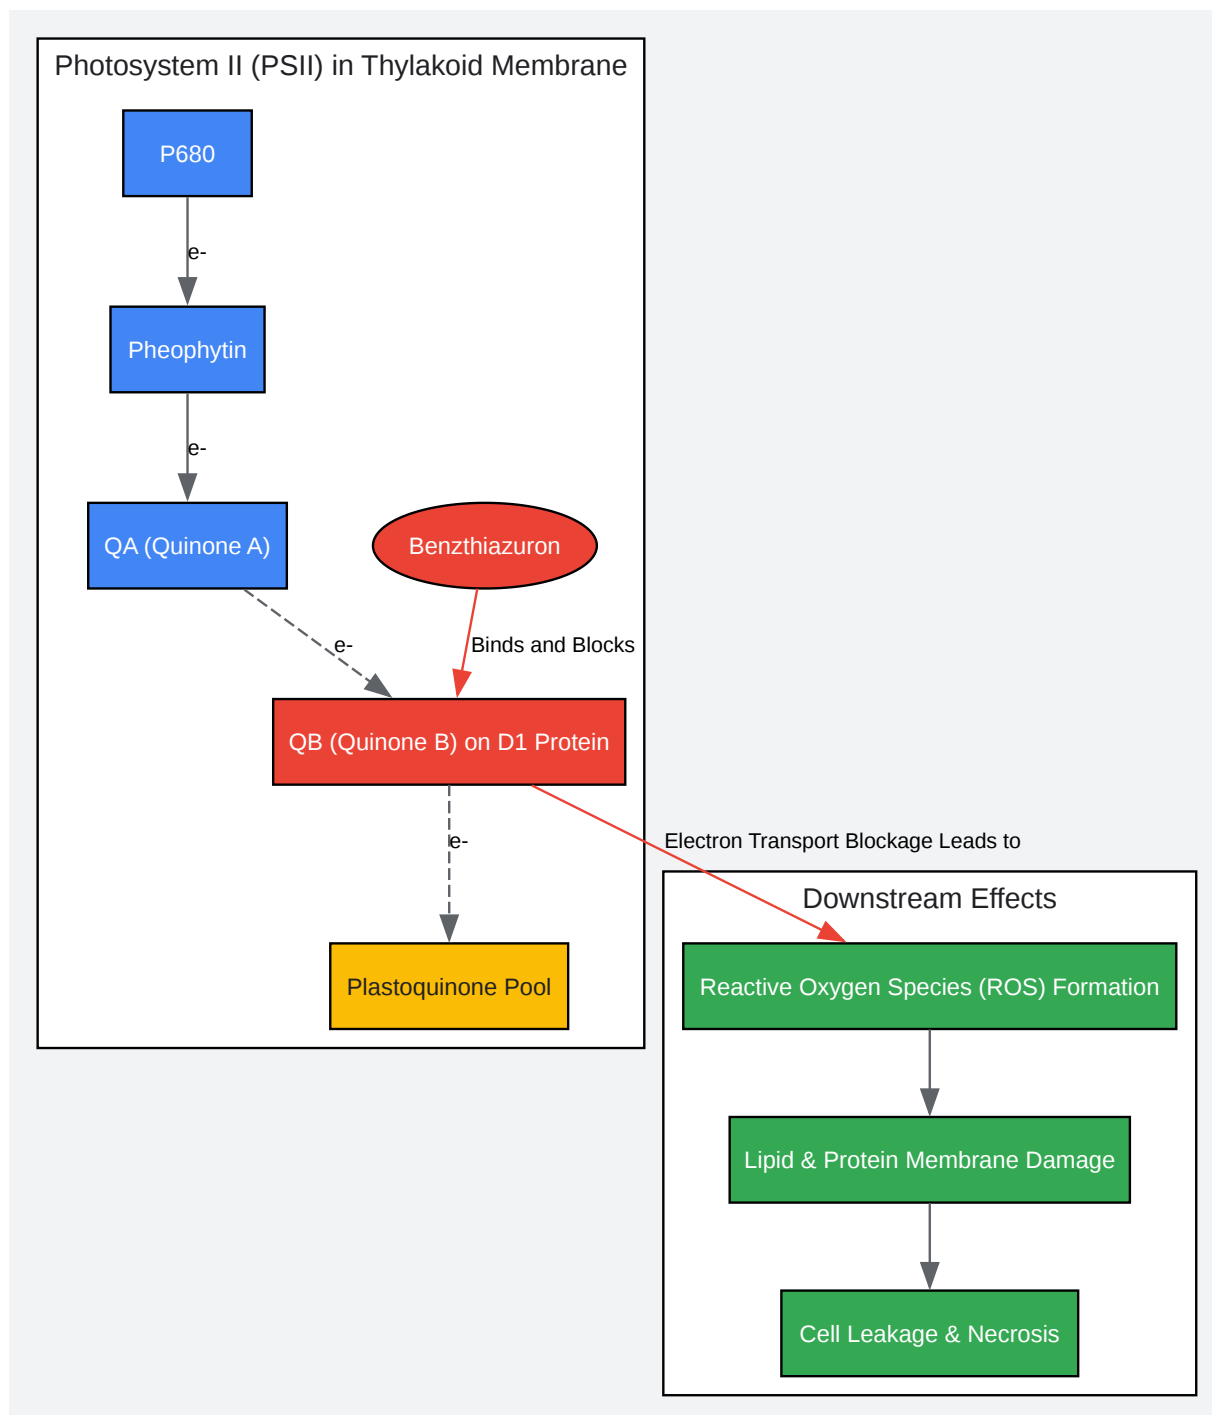 Photosystem II (PSII) in Thylakoid Membrane
P680
e-
Pheophytin
e-
QA (Quinone A)
Benzthiazuron
e-
Binds and Blocks
QB (Quinone B) on D1 Protein
e-
Electron Transport Blockage Leads to
Plastoquinone Pool
Downstream Effects
Reactive Oxygen Species (ROS) Formation
Lipid & Protein Membrane Damage
Cell Leakage & Necrosis